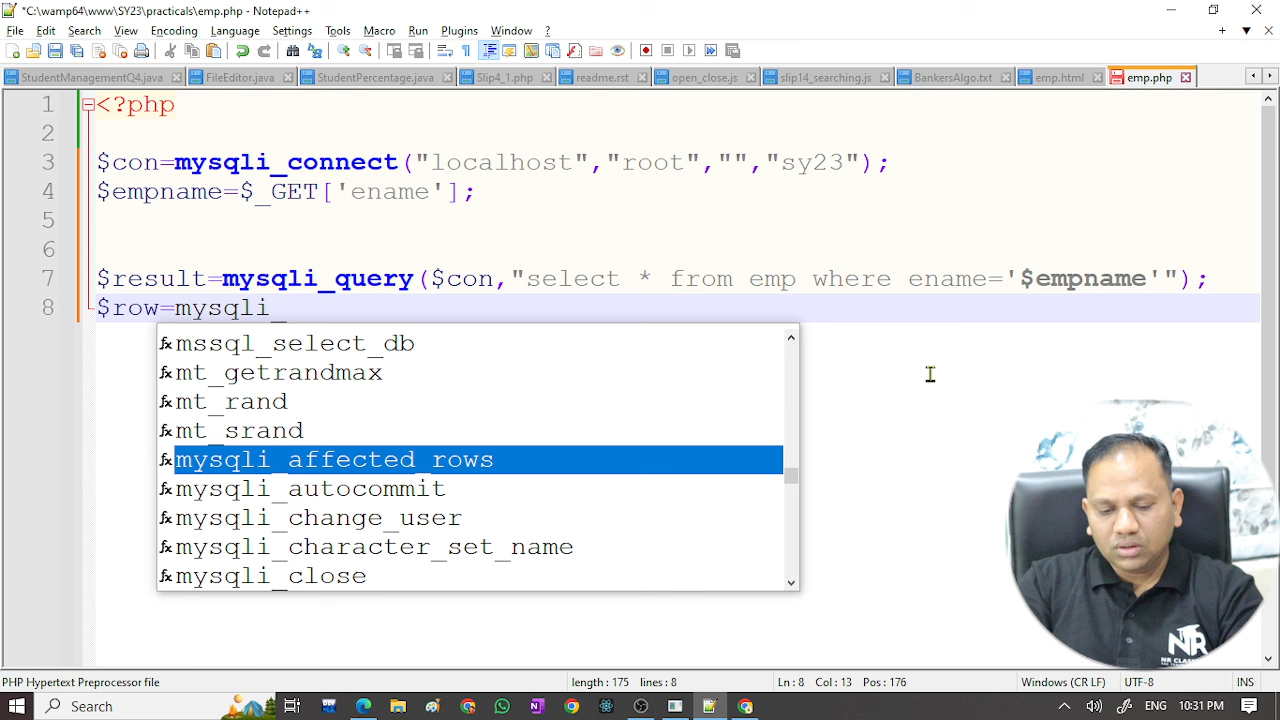 *C:\wamp64\www\SY23\practicals\emp.php - Notepad++
File Edit Search View Encoding Language Settings Tools Macro Run Plugins Window ?
StudentManagementQ4.java FileEditor.java StudentPercentage.java Slip4_1.php readme.rst open_close.js slip14_searching.js BankersAlgo.txt emp.html emp.php
1 <?php
2
3 $con=mysqli_connect("localhost","root","","sy23");
4 $empname=$_GET['ename'];
5
6
7 $result=mysqli_query($con,"select * from emp where ename='$empname'");
8 $row=mysqli_
mssql_select_db
mt_getrandmax
mt_rand
mt_srand
mysqli_affected_rows
mysqli_autocommit
mysqli_change_user
mysqli_character_set_name
mysqli_close
NR
PHP Hypertext Preprocessor file length : 175 lines : 8 Ln : 8 Col : 13 Pos : 176 Windows (CR LF) UTF-8 INS
Search ENG 10:31 PM